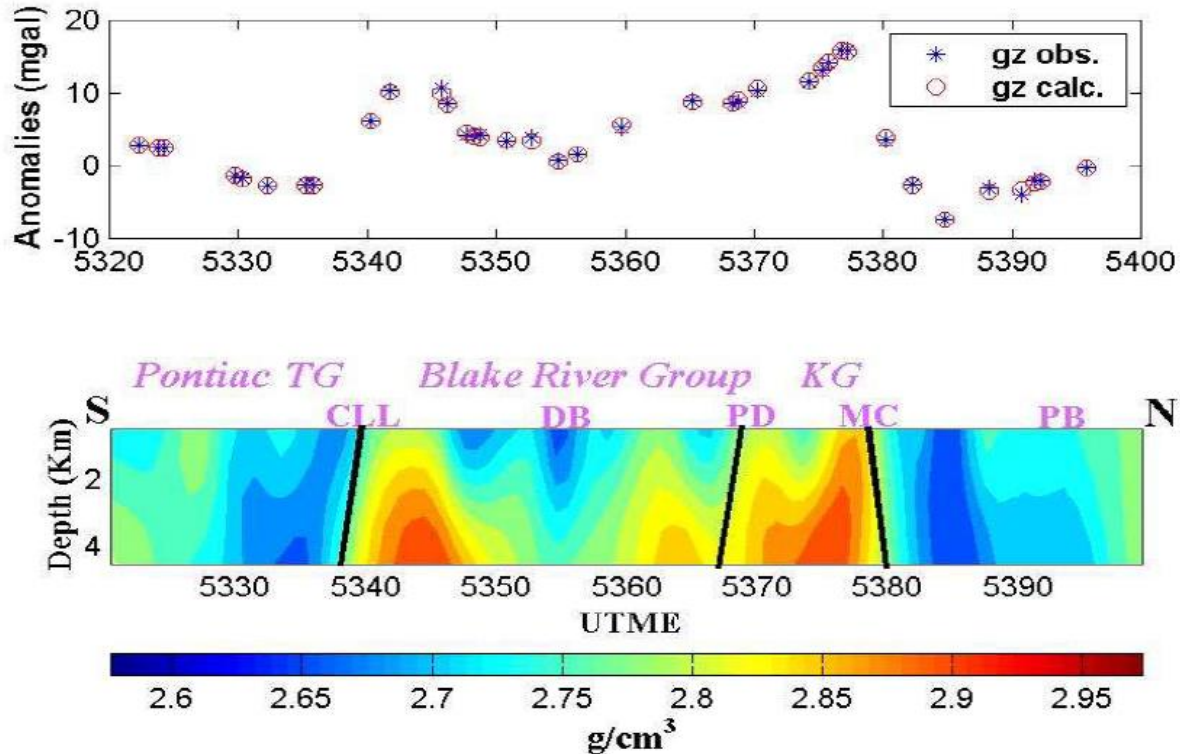 20
10
0
-10
Anomalies (mgal)
gz obs.
gz calc.
5320 5330 5340 5350 5360 5370 5380 5390 5400
Pontiac TG Blake River Group KG
S CLL DB PD MC PB N
Depth (Km)
2
4
5330 5340 5350 5360 5370 5380 5390
UTME
2.6 2.65 2.7 2.75 2.8 2.85 2.9 2.95
g/cm³